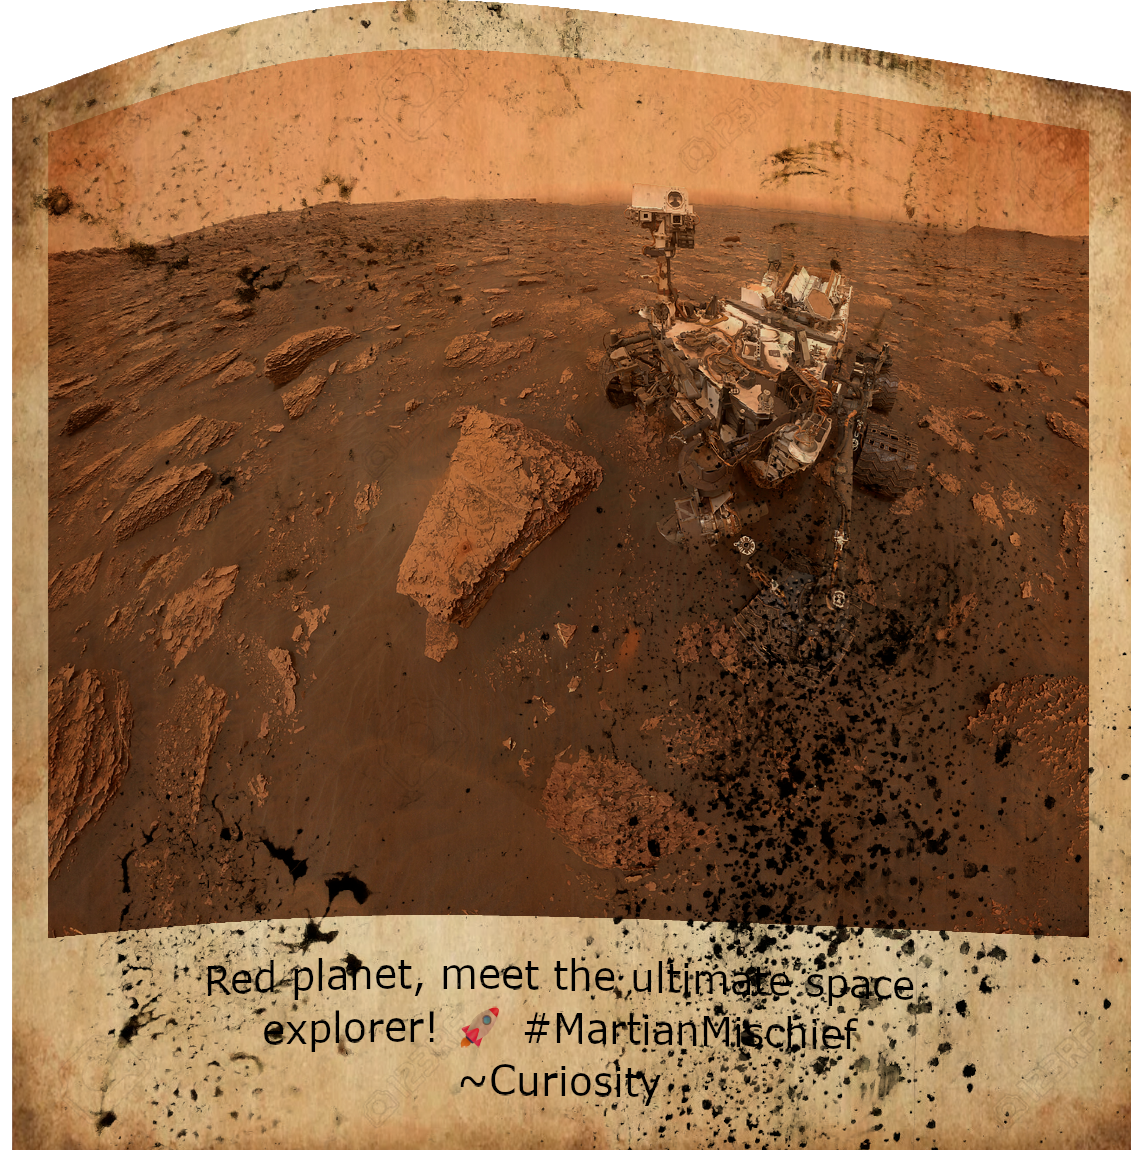 Red planet, meet the ultimate space
explorer! 🚀 #MartianMischief
~Curiosity